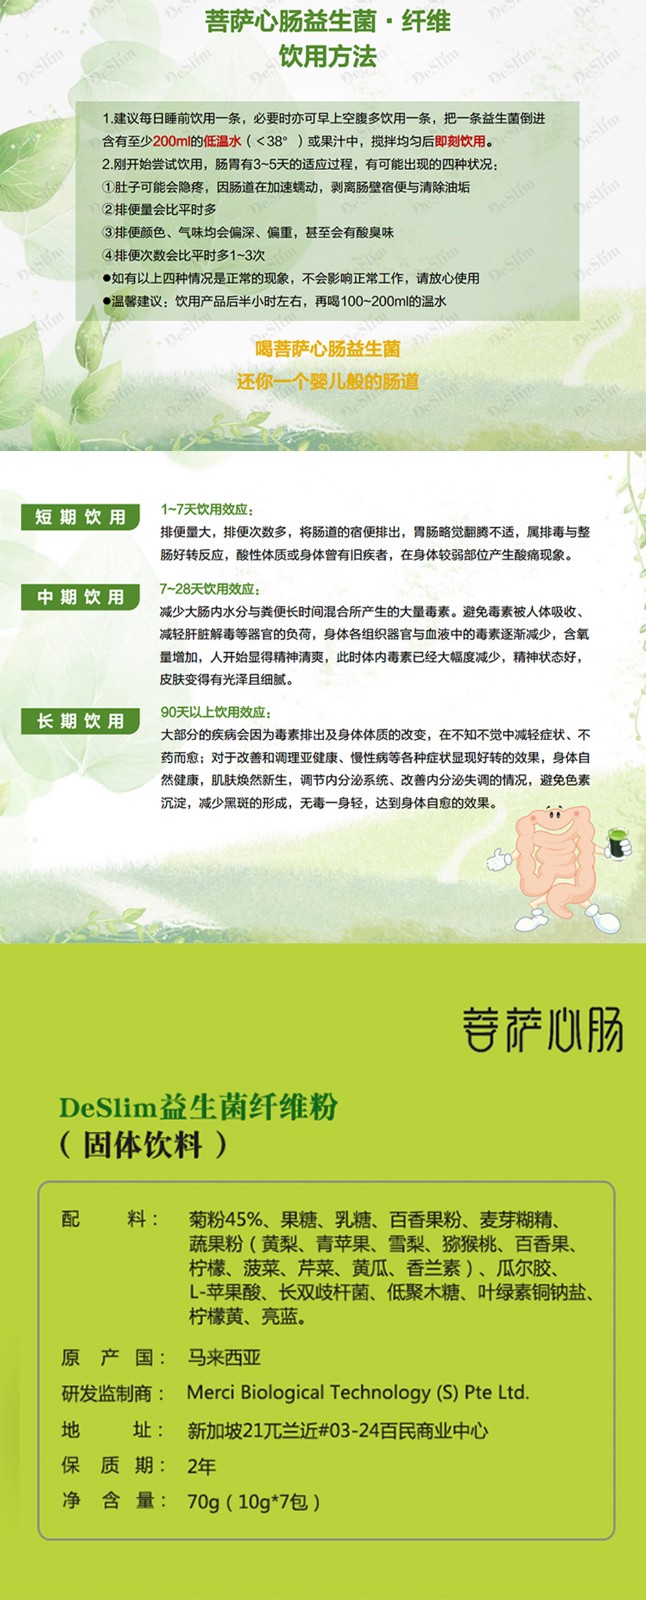 菩萨心肠益生菌·纤维
饮用方法
1.建议每日睡前饮用一条，必要时亦可早上空腹多饮用一条，把一条益生菌倒进
含有至少200ml的低温水（＜38°）或果汁中，搅拌均匀后即刻饮用。
2.刚开始尝试饮用，肠胃有3~5天的适应过程，有可能出现的四种状况：
①肚子可能会隐疼，因肠道在加速蠕动，剥离肠壁宿便与清除油垢
②排便量会比平时多
③排便颜色、气味均会偏深、偏重，甚至会有酸臭味
④排便次数会比平时多1~3次
●如有以上四种情况是正常的现象，不会影响正常工作，请放心使用
●温馨建议：饮用产品后半小时左右，再喝100~200ml的温水
喝菩萨心肠益生菌
还你一个婴儿般的肠道
短期饮用
1~7天饮用效应：
排便量大，排便次数多，将肠道的宿便排出，胃肠略觉翻腾不适，属排毒与整
肠好转反应，酸性体质或身体曾有旧疾者，在身体较弱部位产生酸痛现象。
中期饮用
7~28天饮用效应：
减少大肠内水分与粪便长时间混合所产生的大量毒素。避免毒素被人体吸收、
减轻肝脏解毒等器官的负荷，身体各组织器官与血液中的毒素逐渐减少，含氧
量增加，人开始显得精神清爽，此时体内毒素已经大幅度减少，精神状态好，
皮肤变得有光泽且细腻。
长期饮用
90天以上饮用效应：
大部分的疾病会因为毒素排出及身体体质的改变，在不知不觉中减轻症状、不
药而愈；对于改善和调理亚健康、慢性病等各种症状显现好转的效果，身体自
然健康，肌肤焕然新生，调节内分泌系统、改善内分泌失调的情况，避免色素
沉淀，减少黑斑的形成，无毒一身轻，达到身体自愈的效果。
菩萨心肠
DeSlim益生菌纤维粉
（固体饮料）
配 料： 菊粉45%、果糖、乳糖、百香果粉、麦芽糊精、
蔬果粉（黄梨、青苹果、雪梨、猕猴桃、百香果、
柠檬、菠菜、芹菜、黄瓜、香兰素）、瓜尔胶、
L-苹果酸、长双歧杆菌、低聚木糖、叶绿素铜钠盐、
柠檬黄、亮蓝。
原 产 国： 马来西亚
研发监制商： Merci Biological Technology (S) Pte Ltd.
地 址： 新加坡21兀兰近#03-24百民商业中心
保 质 期： 2年
净 含 量： 70g（10g*7包）